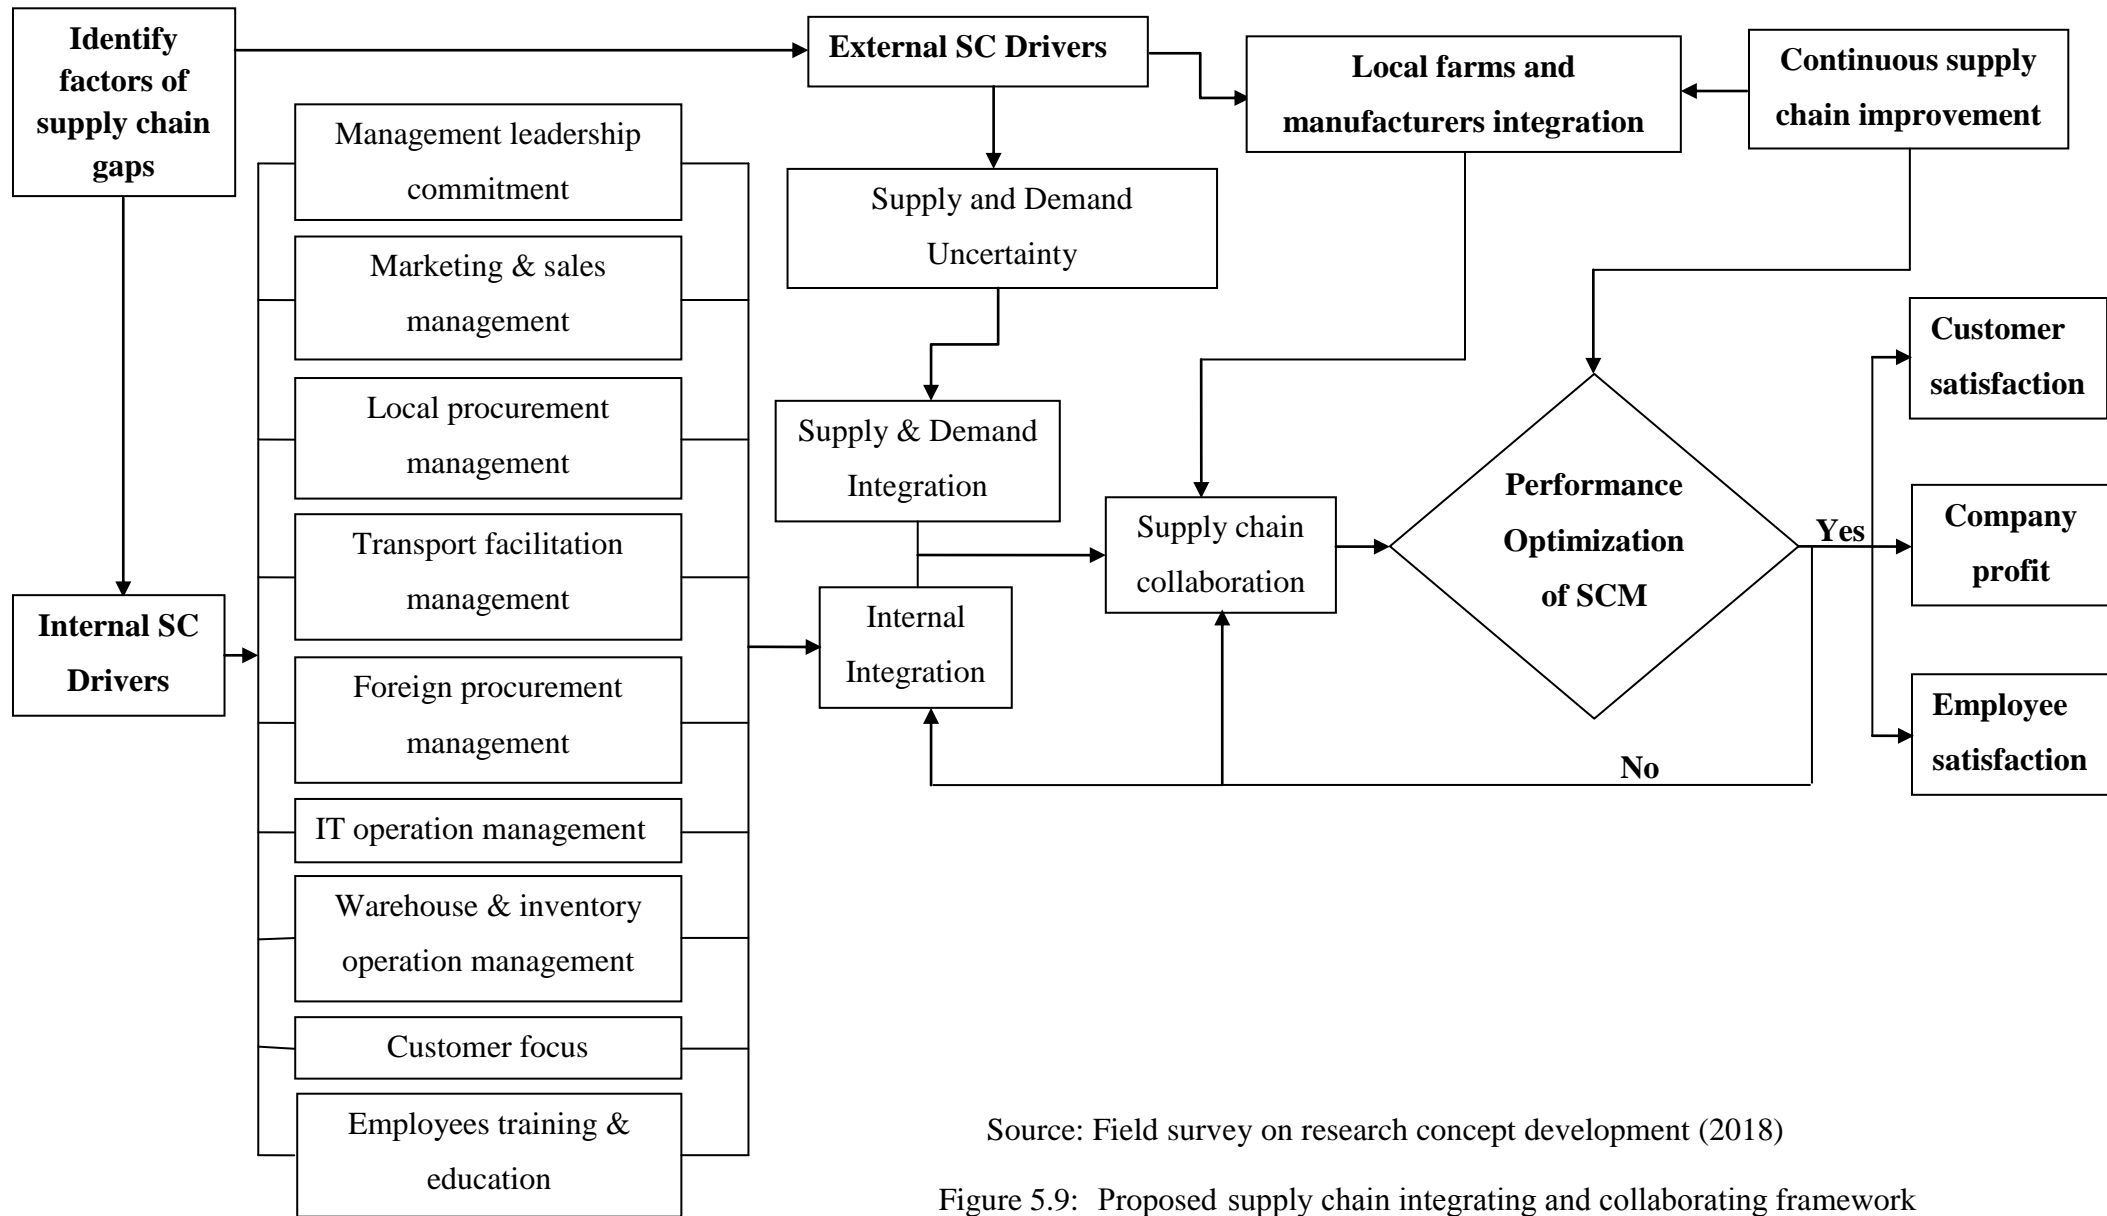 Identify
factors of
supply chain
gaps
External SC Drivers
Local farms and
manufacturers integration
Continuous supply
chain improvement
Management leadership
commitment
Supply and Demand
Uncertainty
Marketing & sales
management
Customer
satisfaction
Local procurement
management
Supply & Demand
Integration
Performance
Optimization
of SCM
Supply chain
collaboration
Yes
Company
profit
Transport facilitation
management
Internal SC
Drivers
Internal
Integration
Foreign procurement
management
Employee
satisfaction
No
IT operation management
Warehouse & inventory
operation management
Customer focus
Employees training &
education
Source: Field survey on research concept development (2018)
Figure 5.9: Proposed supply chain integrating and collaborating framework